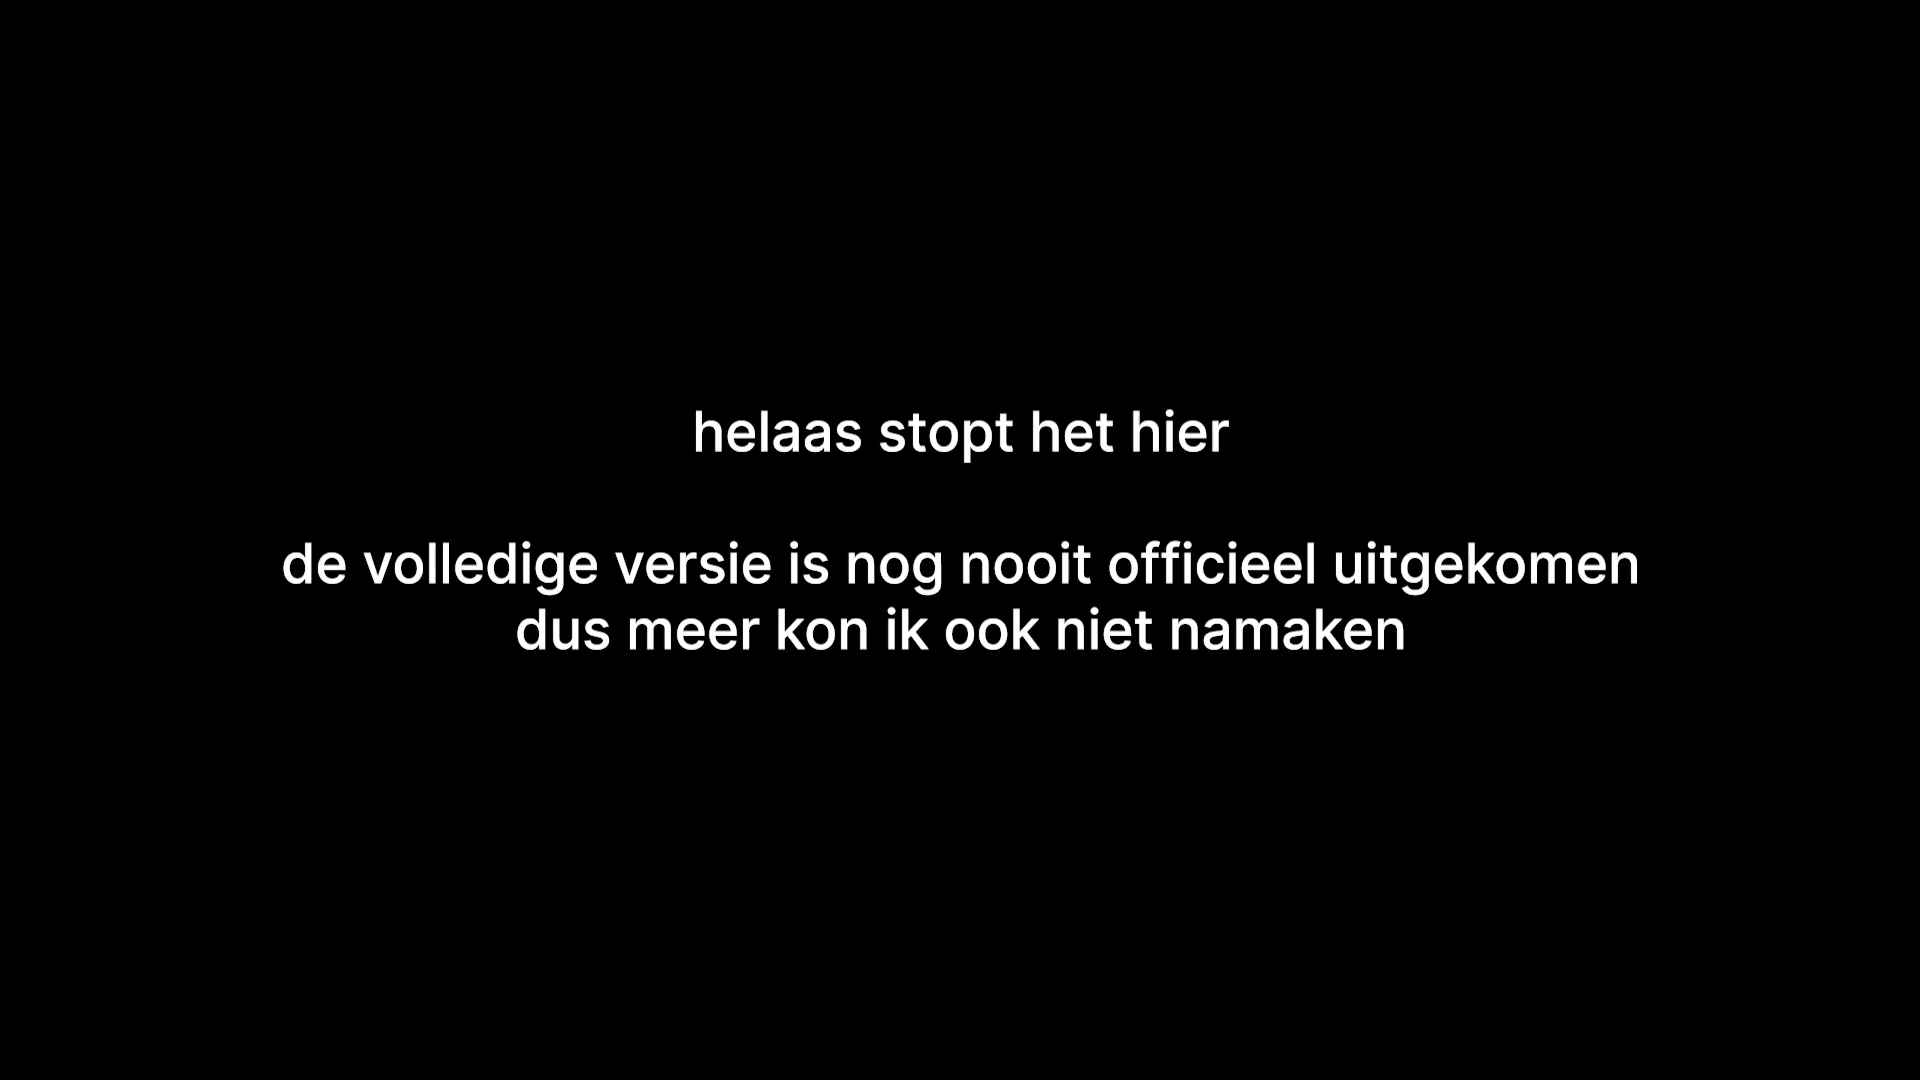 helaas stopt het hier
de volledige versie is nog nooit officieel uitgekomen
dus meer kon ik ook niet namaken